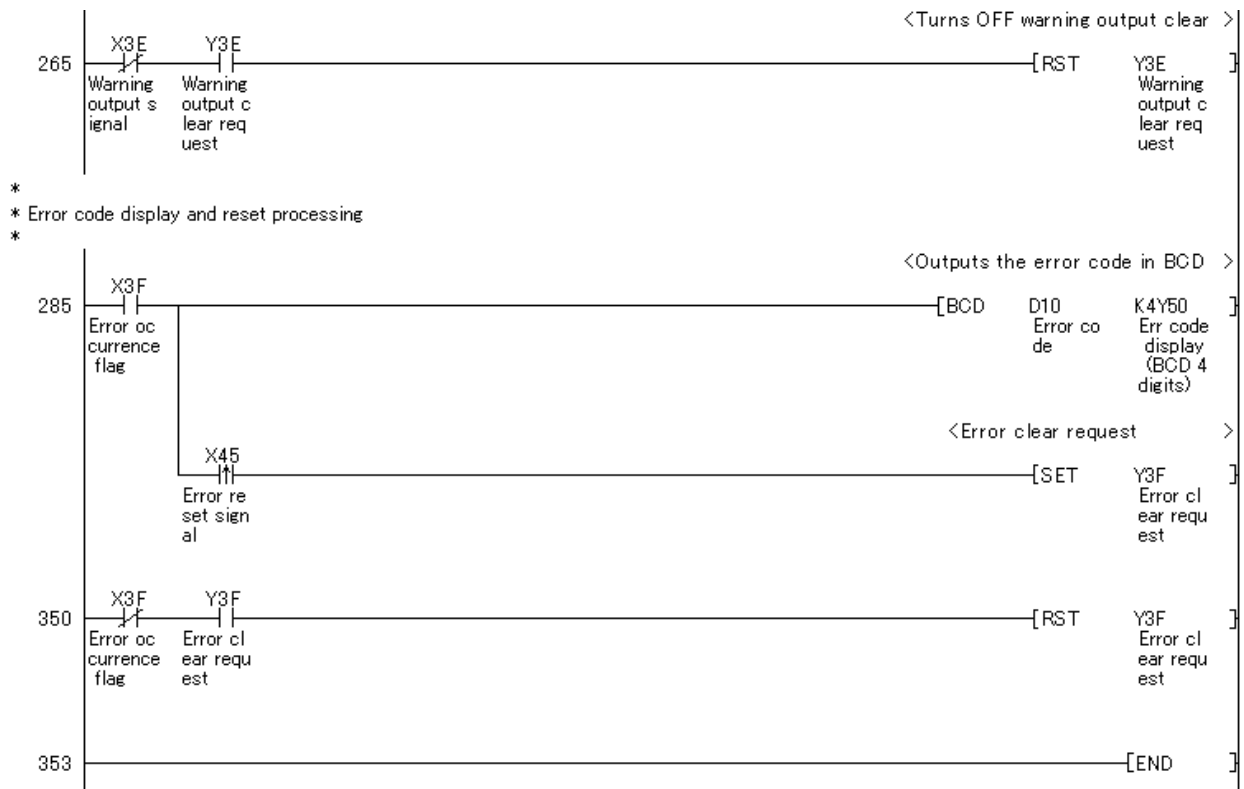 <Turns OFF warning output clear >
X3E Y3E
265 [RST Y3E ]
Warning Warning Warning
output s output c output c
ignal lear req lear req
uest uest
*
* Error code display and reset processing
*
<Outputs the error code in BCD >
X3F
285 [BCD D10 K4Y50 ]
Error oc Error co Err code
currence de display
flag (BCD 4
digits)
<Error clear request >
X45
[SET Y3F ]
Error re Error cl
set sign ear requ
al est
X3F Y3F
350 [RST Y3F ]
Error oc Error cl Error cl
currence ear requ ear requ
flag est est
353 [END ]